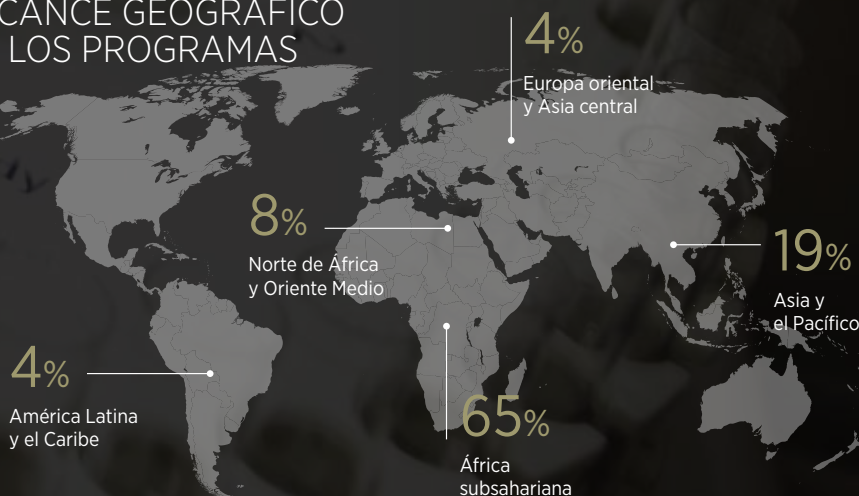 CANCE GEOGRÁFICO
LOS PROGRAMAS
4%
Europa oriental
y Asia central
8%
Norte de África
y Oriente Medio
19%
Asia y
el Pacífico
4%
América Latina
y el Caribe
65%
África
subsahariana